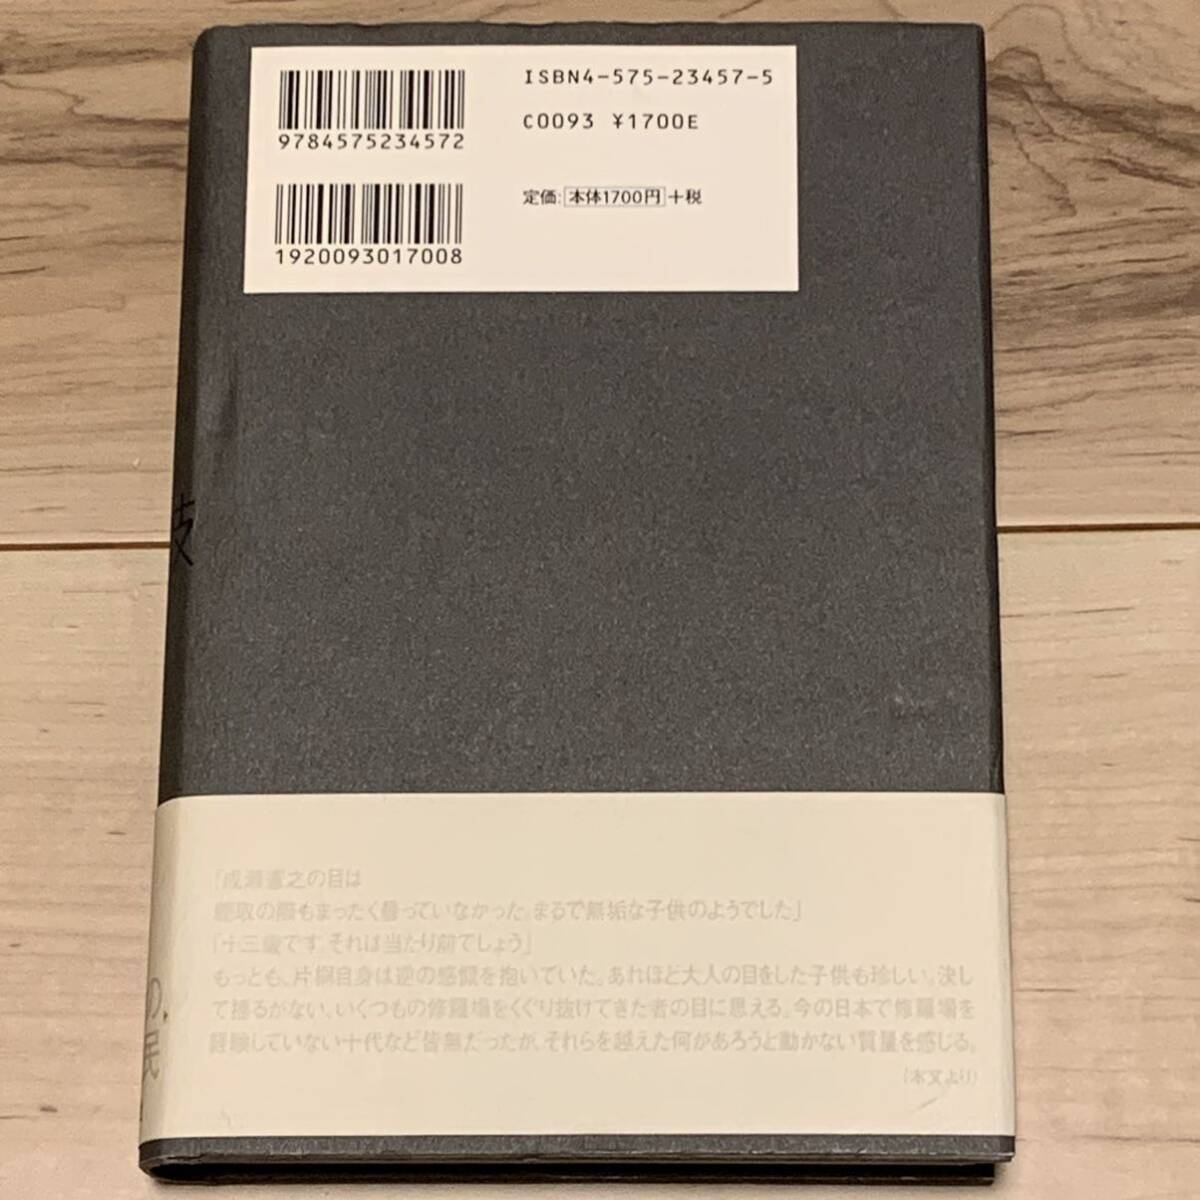 ISBN4-575-23457-5
9784575234572
C0093 ¥1700E
定価:本体1700円+税
1920093017008
「成瀬憲之の目は
聴取の際もまったく曇っていなかった。まるで無垢な子供のようでした」
「十三歳です。それは当たり前でしょう」
もっとも、片桐自身は逆の感慨を抱いていた。あれほど大人の目をした子供も珍しい。決し
て揺るがない、いくつもの修羅場をくぐり抜けてきた者の目に思える。今の日本で修羅場を
経験していない十代など皆無だったが、それらを越えた何があろうと動かない質量を感じる。
(本文より)
の
民